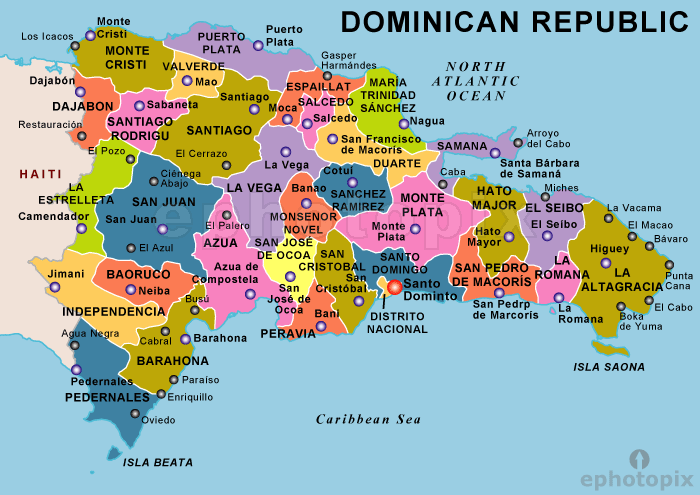 DOMINICAN REPUBLIC
Monte
Cristi
Los Icacos
MONTE
CRISTI
PUERTO
PLATA
Puerto
Plata
Gasper
Harmándes
NORTH
ATLANTIC
OCEAN
VALVERDE
Mao
Dajabón
DAJABON
Sabaneta
SANTIAGO
RODRIGU
Santiago
SANTIAGO
ESPAILLAT
Moca
SALCEDO
Salcedo
MARIA
TRINIDAD
SÁNCHEZ
Nagua
Restauración
El Pozo
El Cerrazo
San Francisco
de Macorís
DUARTE
SAMANA
Arroyo
del Cabo
Santa Bárbara
de Samaná
HAITI
LA
ESTRELLETA
Camendador
Ciénega
Abajo
SAN JUAN
San Juan
El Azul
La Vega
LA VEGA
Cotuí
SANCHEZ
RAMIREZ
Banao
MONSENOR
NOVEL
Caba
MONTE
PLATA
Monte
Plata
HATO
MAJOR
Hato
Mayor
Miches
EL SEIBO
El Seibo
La Vacama
El Macao
Bávaro
Higuey
LA
ALTAGRACIA
Punta
Cana
El Cabo
Boka
de Yuma
El Palero
AZUA
Azua de
Compostela
SAN JOSÉ
DE OCOA
San
José de
Ocoa
SAN
CRISTOBAL
San
Cristóbal
SANTO
DOMINGO
Santo
Dominto
DISTRITO
NACIONAL
SAN PEDRO
DE MACORÍS
San Pedrp
de Marcorís
LA
ROMANA
La
Romana
Jimani
BAORUCO
Neiba
INDEPENDENCIA
Busú
Cabral
Barahona
BARAHONA
Bani
PERAVIA
Agua Negra
Pedernales
PEDERNALES
Paraíso
Enriquillo
Oviedo
ISLA BEATA
ISLA SAONA
Caribbean Sea
ephotopix
ephotopix